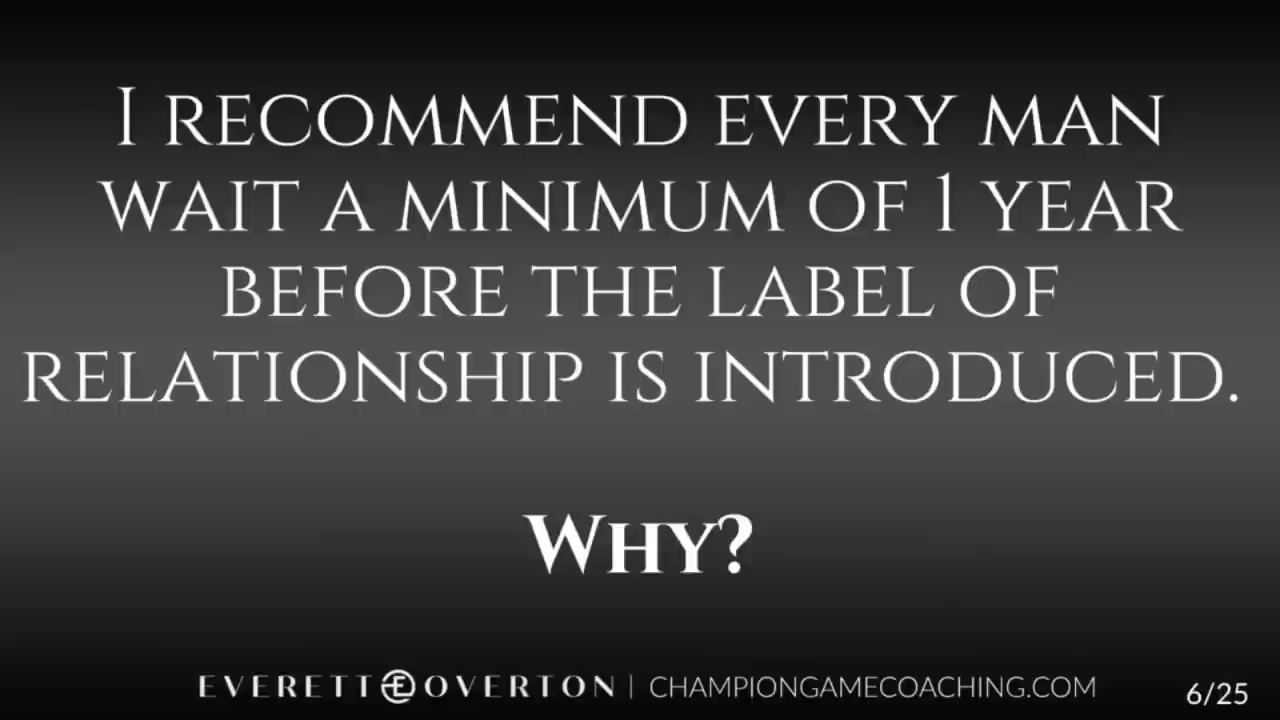 I RECOMMEND EVERY MAN
WAIT A MINIMUM OF 1 YEAR
BEFORE THE LABEL OF
RELATIONSHIP IS INTRODUCED.
WHY?
EVERETT OVERTON | CHAMPIONGAMECOACHING.COM
6/25